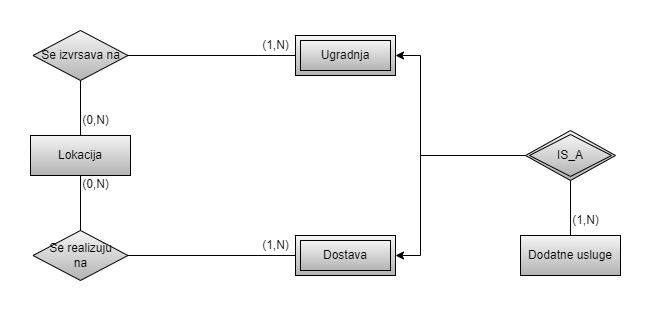 Se izvrsava na
(1,N)
Ugradnja
(0,N)
Lokacija
(0,N)
IS_A
(1,N)
Se realizuju
na
(1,N)
Dostava
Dodatne usluge